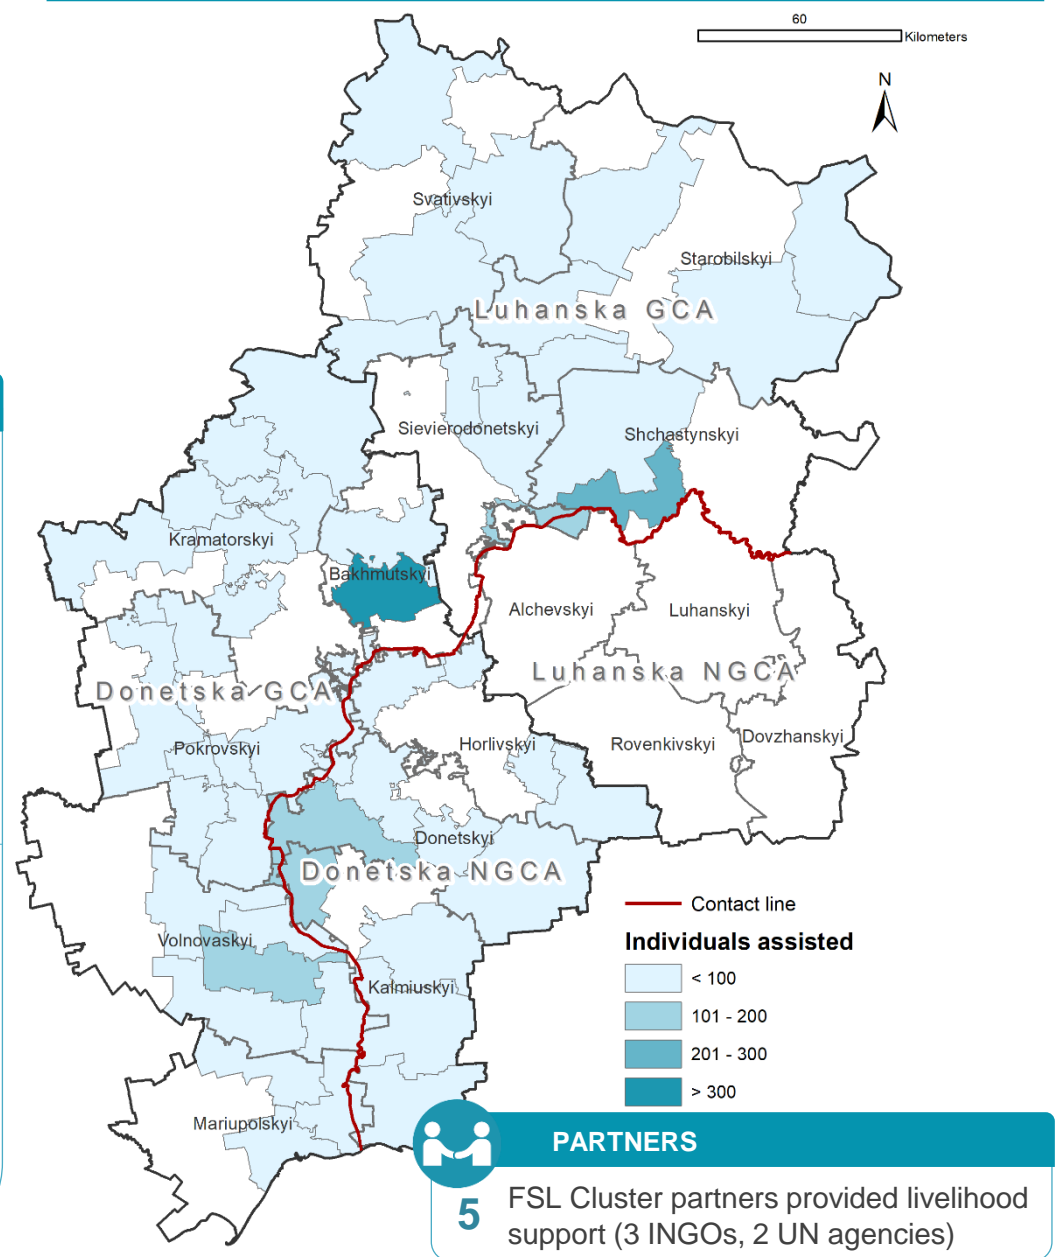 60
Kilometers
N
Svativskyi
Starobilskyi
Luhanska GCA
Sievierodonetskyi
Shchastynskyi
Kramatorskyi
Bakhmutskyi
Alchevskyi
Luhanskyi
Luhanska NGCA
Donetska GCA
Pokrovskyi
Horlivskyi
Rovenkivskyi
Dovzhanskyi
Donetskyi
Donetska NGCA
Volnovaskyi
Kalmiuskyi
Mariupolskyi
Contact line
Individuals assisted
< 100
101 - 200
201 - 300
> 300
PARTNERS
5 FSL Cluster partners provided livelihood
support (3 INGOs, 2 UN agencies)